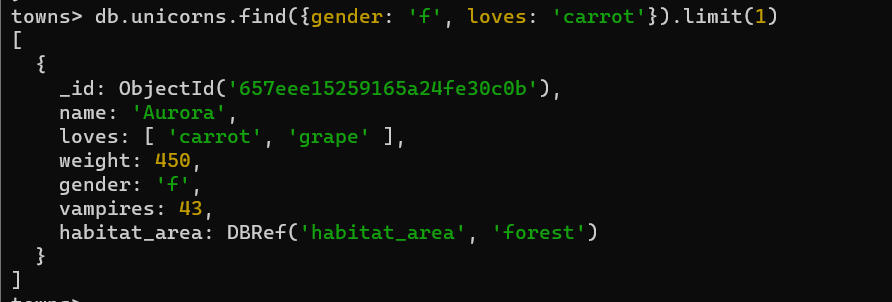 towns> db.unicorns.find({gender: 'f', loves: 'carrot'}).limit(1)
[
  {
    _id: ObjectId('657eee15259165a24fe30c0b'),
    name: 'Aurora',
    loves: [ 'carrot', 'grape' ],
    weight: 450,
    gender: 'f',
    vampires: 43,
    habitat_area: DBRef('habitat_area', 'forest')
  }
]
towns>